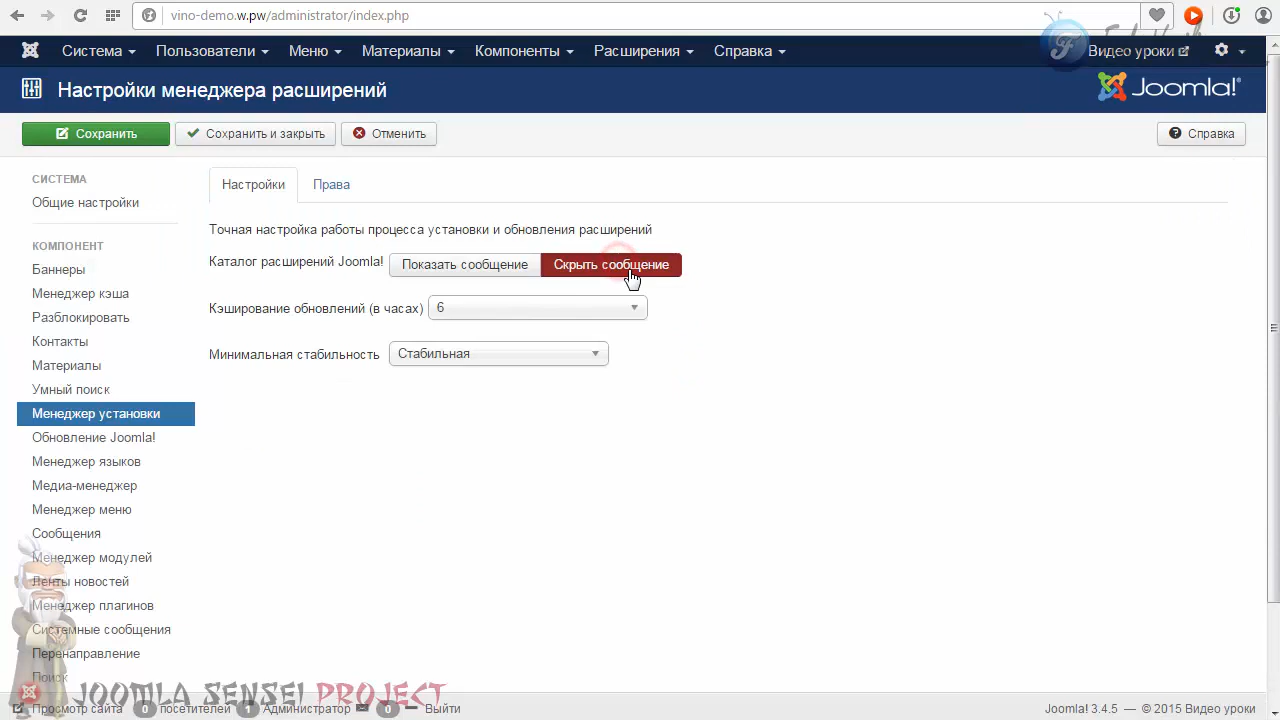 vino-demo.w.pw/administrator/index.php
Система Пользователи Меню Материалы Компоненты Расширения Справка Видео уроки
Настройки менеджера расширений
Joomla!
Сохранить Сохранить и закрыть Отменить Справка
СИСТЕМА
Общие настройки
КОМПОНЕНТ
Баннеры
Менеджер кэша
Разблокировать
Контакты
Материалы
Умный поиск
Менеджер установки
Обновление Joomla!
Менеджер языков
Медиа-менеджер
Менеджер меню
Сообщения
Менеджер модулей
Ленты новостей
Менеджер плагинов
Системные сообщения
Перенаправление
Поиск
Настройки Права
Точная настройка работы процесса установки и обновления расширений
Каталог расширений Joomla! Показать сообщение Скрыть сообщение
Кэширование обновлений (в часах) 6
Минимальная стабильность Стабильная
JOOMLA SENSEI PROJECT
Просмотр сайта 0 посетителей 1 Администратор 0 Выйти
Joomla! 3.4.5 — © 2015 Видео уроки